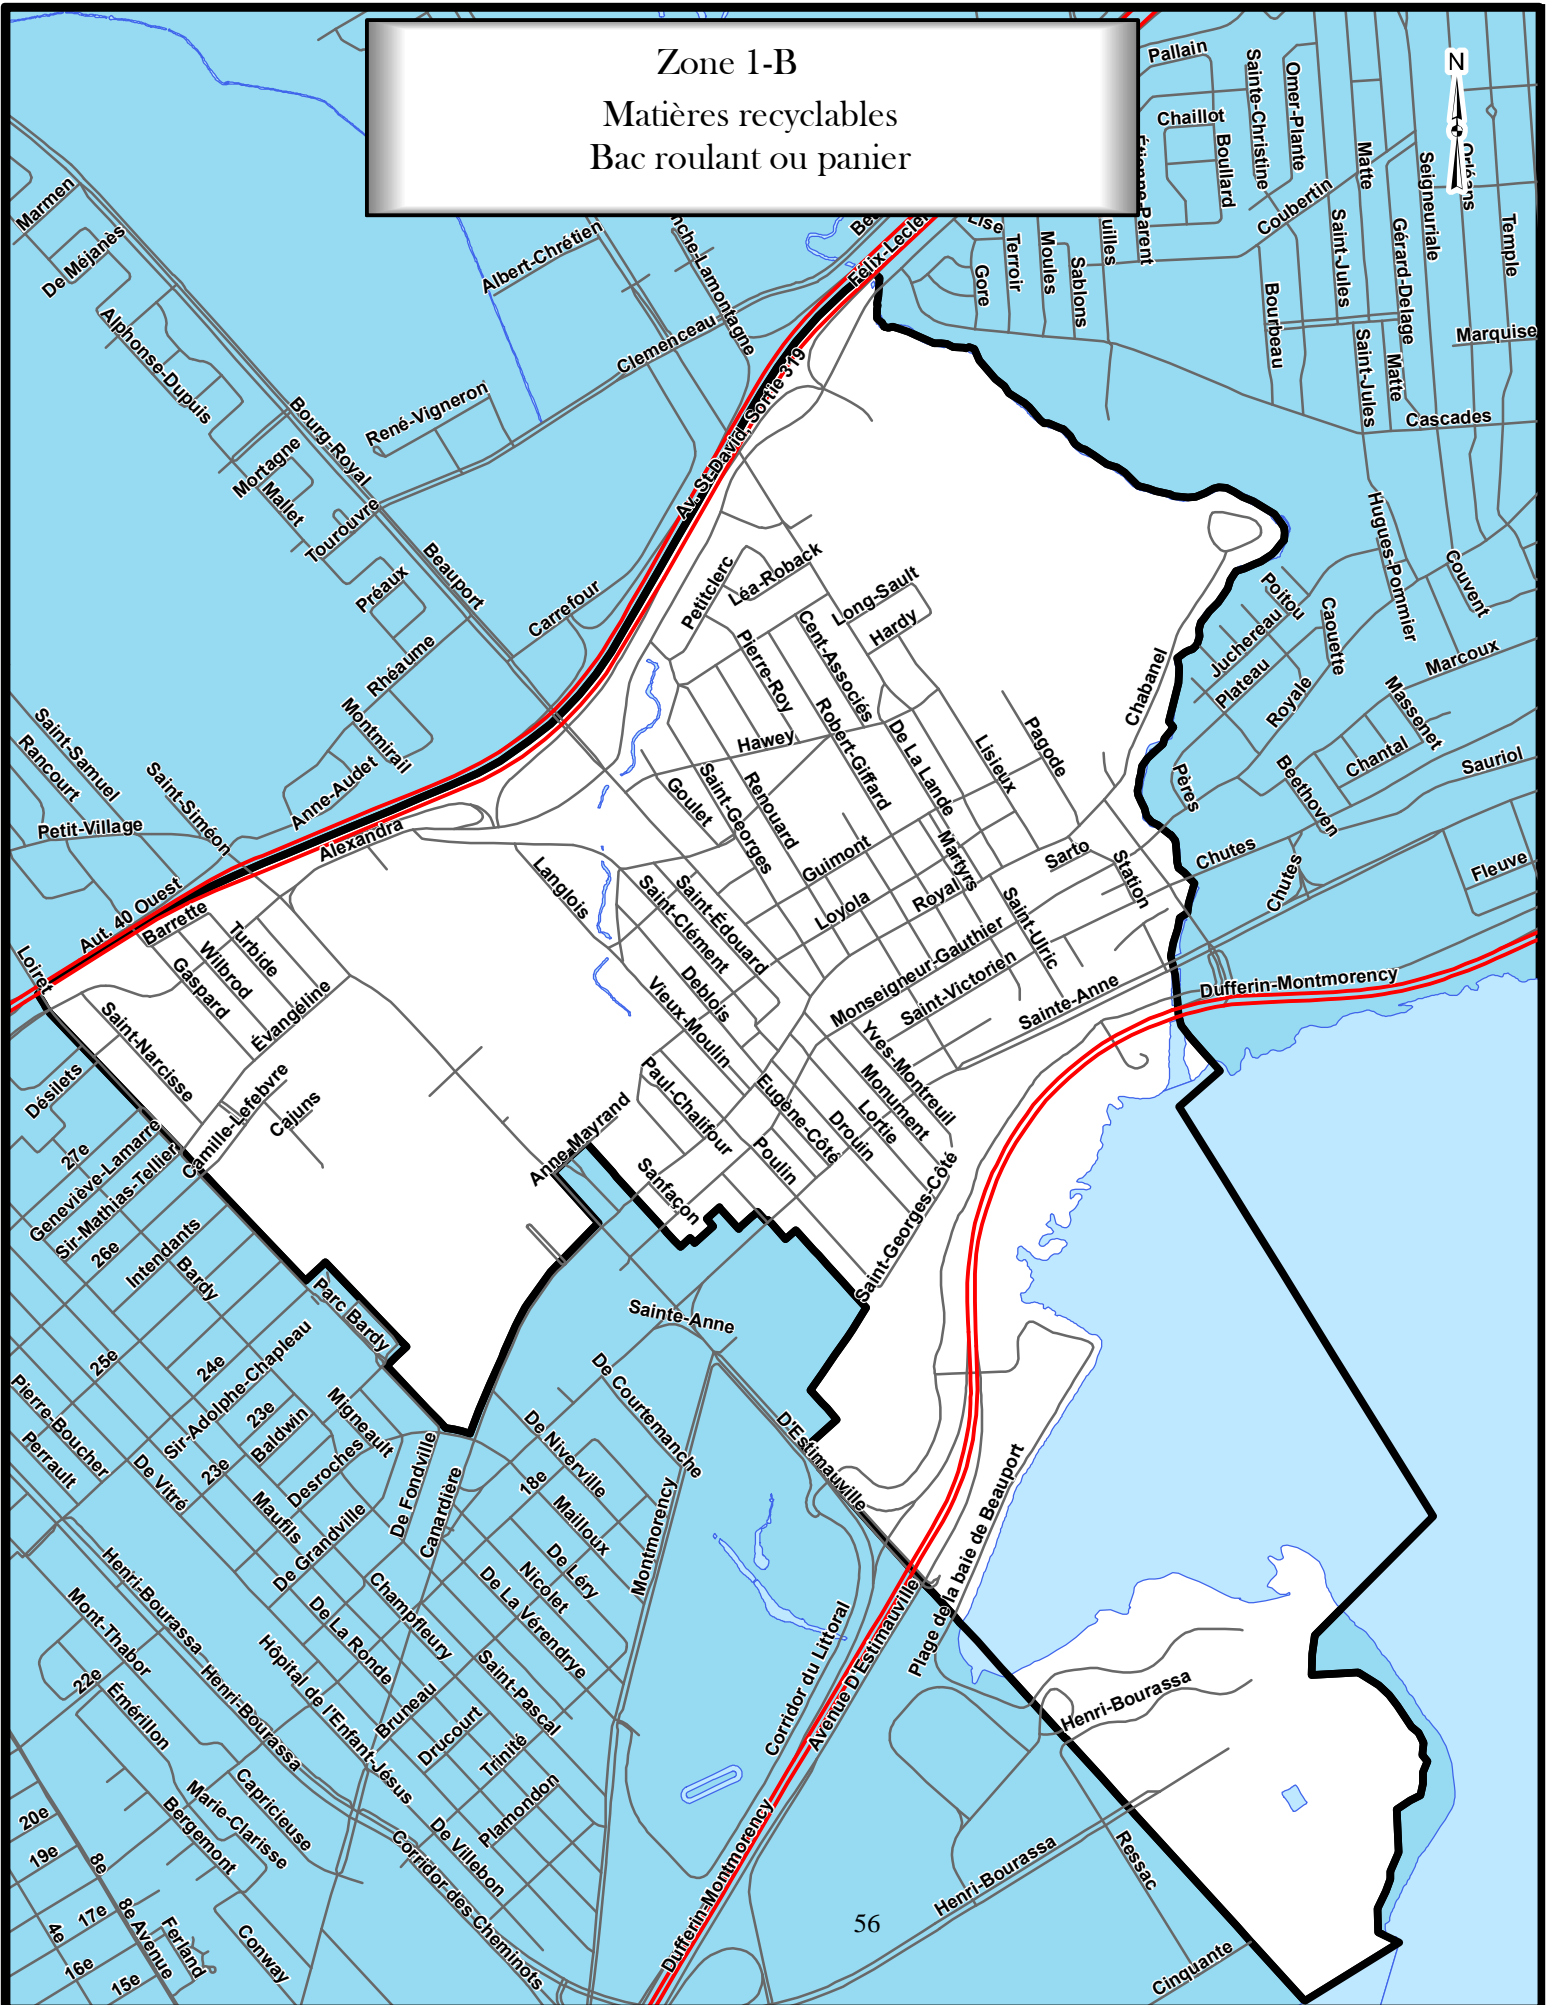 Zone 1-B
Matières recyclables
Bac roulant ou panier
N
Pallain
Sainte-Christine
Omer-Plante
Chaillot
Boulard
Matte
Seigneuriale
Orléans
Temple
Coubertin
Saint-Jules
Gérard-Delage
Étienne-Parent
Marmen
De Méjanès
Albert-Chrétien
nche-Lamontagne
Félix-Lecler
Lise
Terroir
Gore
Moules
Sablons
uilles
Bourbeau
Marquise
Saint-Jules
Matte
Cascades
Alphonse-Dupuis
Clemenceau
René-Vigneron
Bourg-Royal
Av. St-David, Sortie 319
Mortagne
Mallet
Tourouvre
Beauport
Préaux
Carrefour
Rhéaume
Montmirail
Hugues-Pommier
Couvent
Poitou
Caouette
Juchereau
Plateau
Marcoux
Royale
Massenet
Chantal
Sauriol
Beethoven
Pères
Chutes
Chutes
Fleuve
Petitclerc
Léa-Roback
Long-Sault
Hardy
Cent-Associés
Pierre-Roy
Robert-Giffard
Hawey
De La Lande
Lisieux
Pagode
Chabanel
Saint-Samuel
Rancourt
Saint-Siméon
Anne-Audet
Petit-Village
Alexandra
Goulet
Saint-Georges
Renouard
Guimont
Martyrs
Sarto
Station
Langlois
Saint-Édouard
Saint-Clément
Loyola
Royal
Saint-Ulric
Aut. 40 Ouest
Barrette
Turbide
Wilbrod
Gaspard
Évangéline
Loiret
Deblois
Vieux-Moulin
Monseigneur-Gauthier
Saint-Victorien
Sainte-Anne
Dufferin-Montmorency
Saint-Narcisse
Désilets
Camille-Lefebvre
Cajuns
Yves-Montreuil
Monument
Lortie
Drouin
Eugène-Côté
Paul-Chalifour
Poulin
Anne-Mayrand
Sanfaçon
Saint-Georges-Côté
27e
Geneviève-Lamarre
Sir-Mathias-Tellier
26e
Intendants
Bardy
Parc Bardy
Sainte-Anne
25e
24e
Sir-Adolphe-Chapleau
23e
Baldwin
Migneault
De Courtemanche
D'Estimauville
Pierre-Boucher
Perrault
De Vitré
23e
Desroches
Maufils
De Grandville
De Fondville
Canardière
De Niverville
18e
Mailloux
De Léry
Nicolet
De La Vérendrye
Montmorency
Plage de la baie de Beauport
Henri-Bourassa
Mont-Thabor
Champfleury
De La Ronde
Saint-Pascal
Hôpital de l'Enfant-Jésus
Henri-Bourassa
22e
Émérillon
Bruneau
Drucourt
Trinité
Plamondon
Corridor du Littoral
Avenue D'Estimauville
Henri-Bourassa
Capricieuse
Marie-Clarisse
Bergemont
De Villebon
Corridor des Cheminots
Dufferin-Montmorency
Henri-Bourassa
Ressac
20e
19e
8e
17e
8e Avenue
4e
16e
15e
Ferland
Conway
56
Cinquante